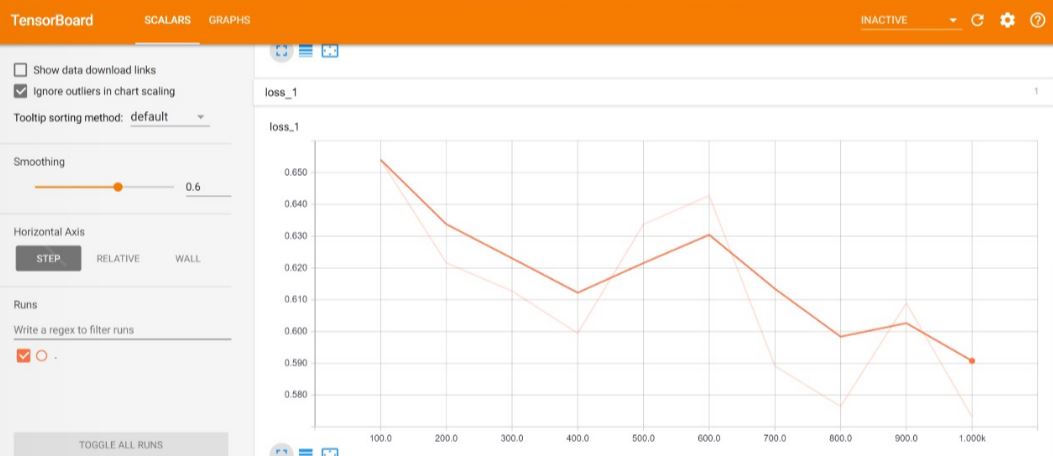 TensorBoard SCALARS GRAPHS INACTIVE
Show data download links
Ignore outliers in chart scaling
Tooltip sorting method: default
Smoothing
0.6
Horizontal Axis
STEP RELATIVE WALL
Runs
Write a regex to filter runs
.
TOGGLE ALL RUNS
loss_1 1
loss_1
0.650
0.640
0.630
0.620
0.610
0.600
0.590
0.580
100.0 200.0 300.0 400.0 500.0 600.0 700.0 800.0 900.0 1.000k